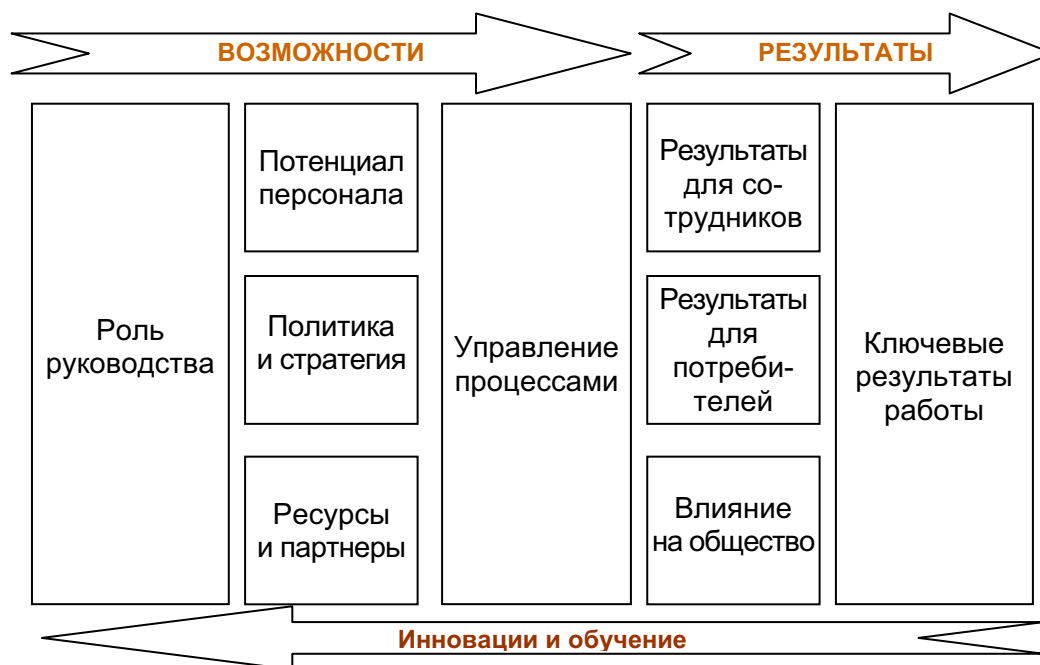 ВОЗМОЖНОСТИ
РЕЗУЛЬТАТЫ
Роль
руководства
Потенциал
персонала
Политика
и стратегия
Ресурсы
и партнеры
Управление
процессами
Результаты
для со-
трудников
Результаты
для
потреби-
телей
Влияние
на общество
Ключевые
результаты
работы
Инновации и обучение